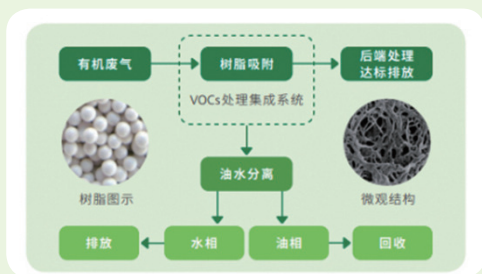 有机废气
树脂吸附
后端处理
达标排放
VOCs处理集成系统
油水分离
树脂图示
微观结构
排放
水相
油相
回收